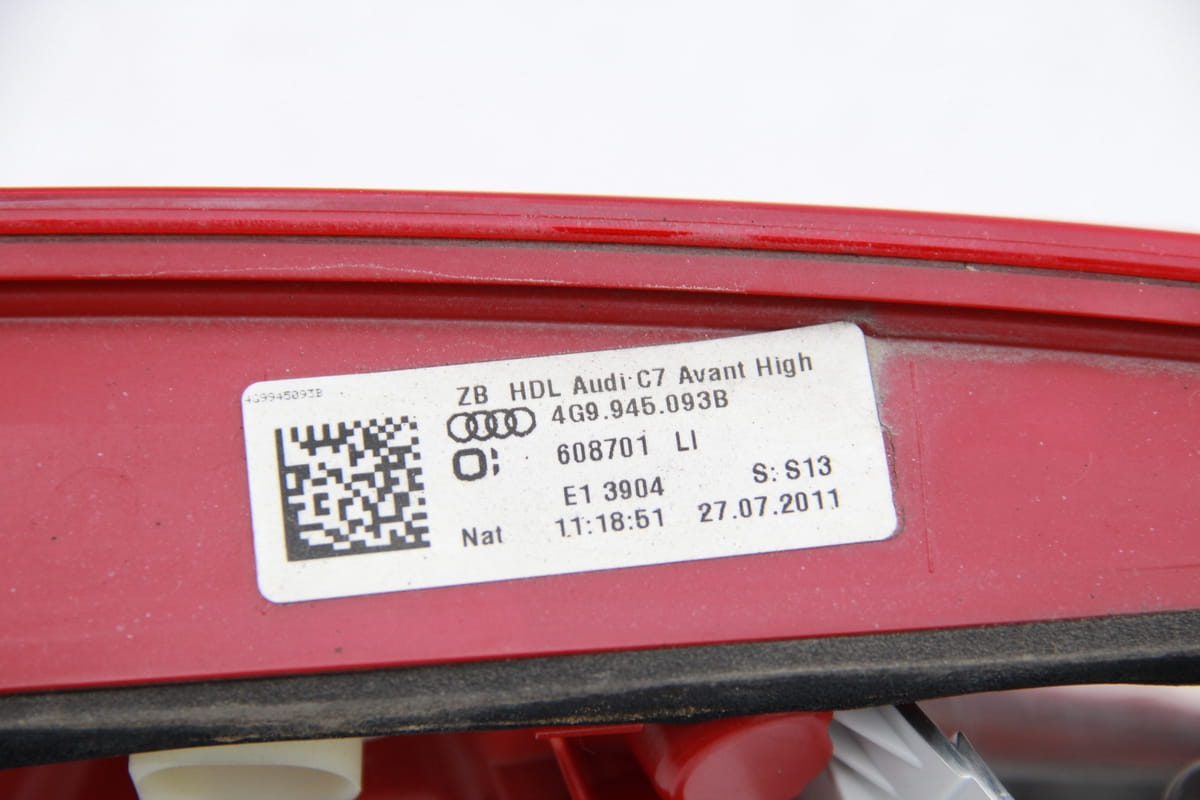 4G9945093B
ZB HDL Audi C7 Avant High
4G9.945.093B
608701 LI
E1 3904 S: S13
Nat 11:18:51 27.07.2011